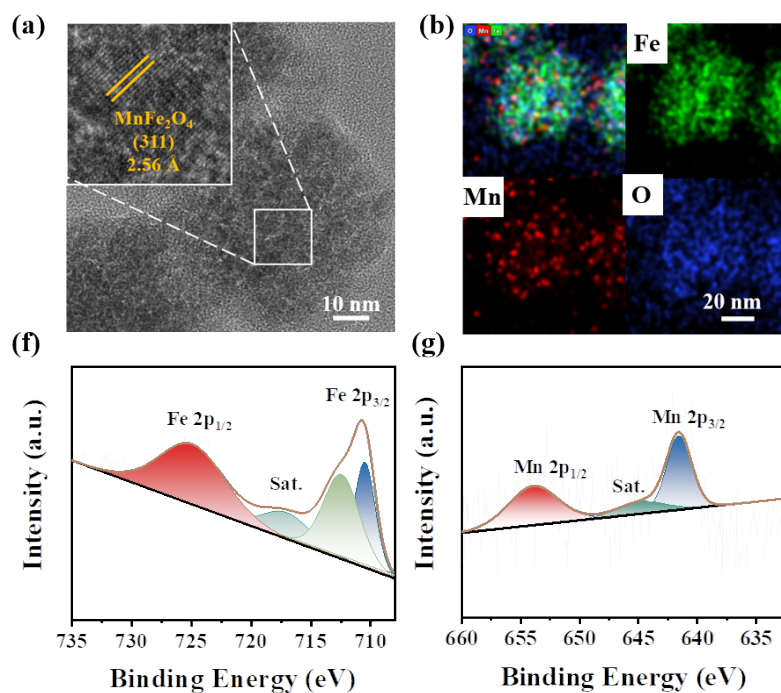 (a)
MnFe₂O₄
(311)
2.56 Å
10 nm
(b)
O Mn Fe
Fe
Mn
O
20 nm
(f)
Fe 2p₁/₂
Sat.
Fe 2p₃/₂
Intensity (a.u.)
735 730 725 720 715 710
Binding Energy (eV)
(g)
Mn 2p₁/₂
Sat.
Mn 2p₃/₂
Intensity (a.u.)
660 655 650 645 640 635
Binding Energy (eV)